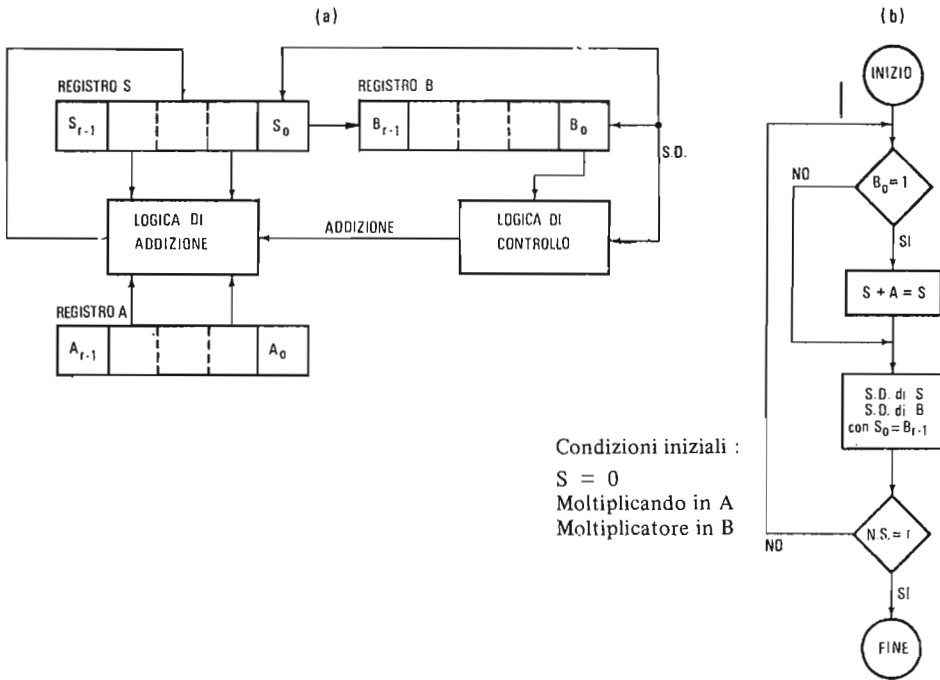 (a)
(b)
REGISTRO S
REGISTRO B
S_{r-1}
S_0
B_{r-1}
B_0
S.D.
LOGICA DI
ADDIZIONE
ADDIZIONE
LOGICA DI
CONTROLLO
REGISTRO A
A_{r-1}
A_0
Condizioni iniziali :
S = 0
Moltiplicando in A
Moltiplicatore in B
INIZIO
NO
B_0=1
SI
S + A = S
S.D. di S
S.D. di B
con S_0=B_{r-1}
N.S.= r
NO
SI
FINE